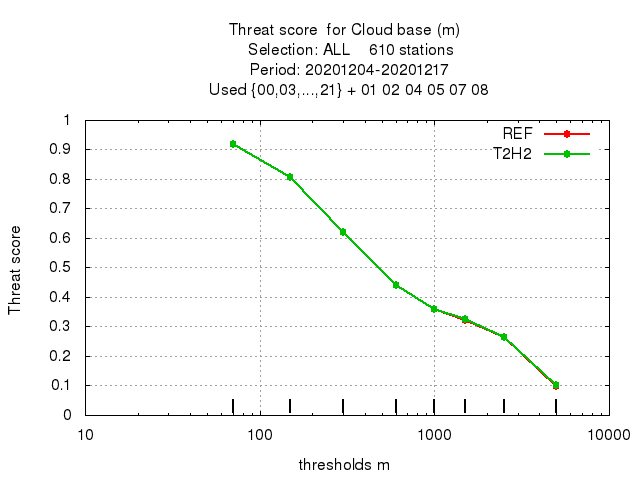 Threat score  for Cloud base (m)
Selection: ALL    610 stations
Period: 20201204-20201217
Used {00,03,...,21} + 01 02 04 05 07 08
REF
T2H2
Threat score
1
0.9
0.8
0.7
0.6
0.5
0.4
0.3
0.2
0.1
0
10
100
1000
10000
thresholds m